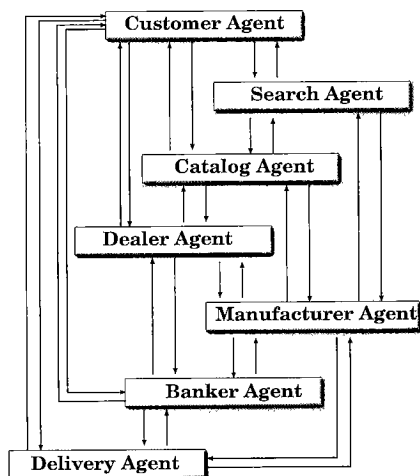 Customer Agent
Search Agent
Catalog Agent
Dealer Agent
Manufacturer Agent
Banker Agent
Delivery Agent